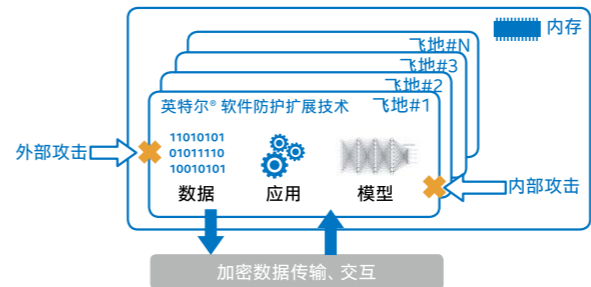 内存
飞地#N
飞地#3
飞地#2
英特尔® 软件防护扩展技术 飞地#1
11010101
01011110
10010101
外部攻击
数据 应用 模型
内部攻击
加密数据传输、交互